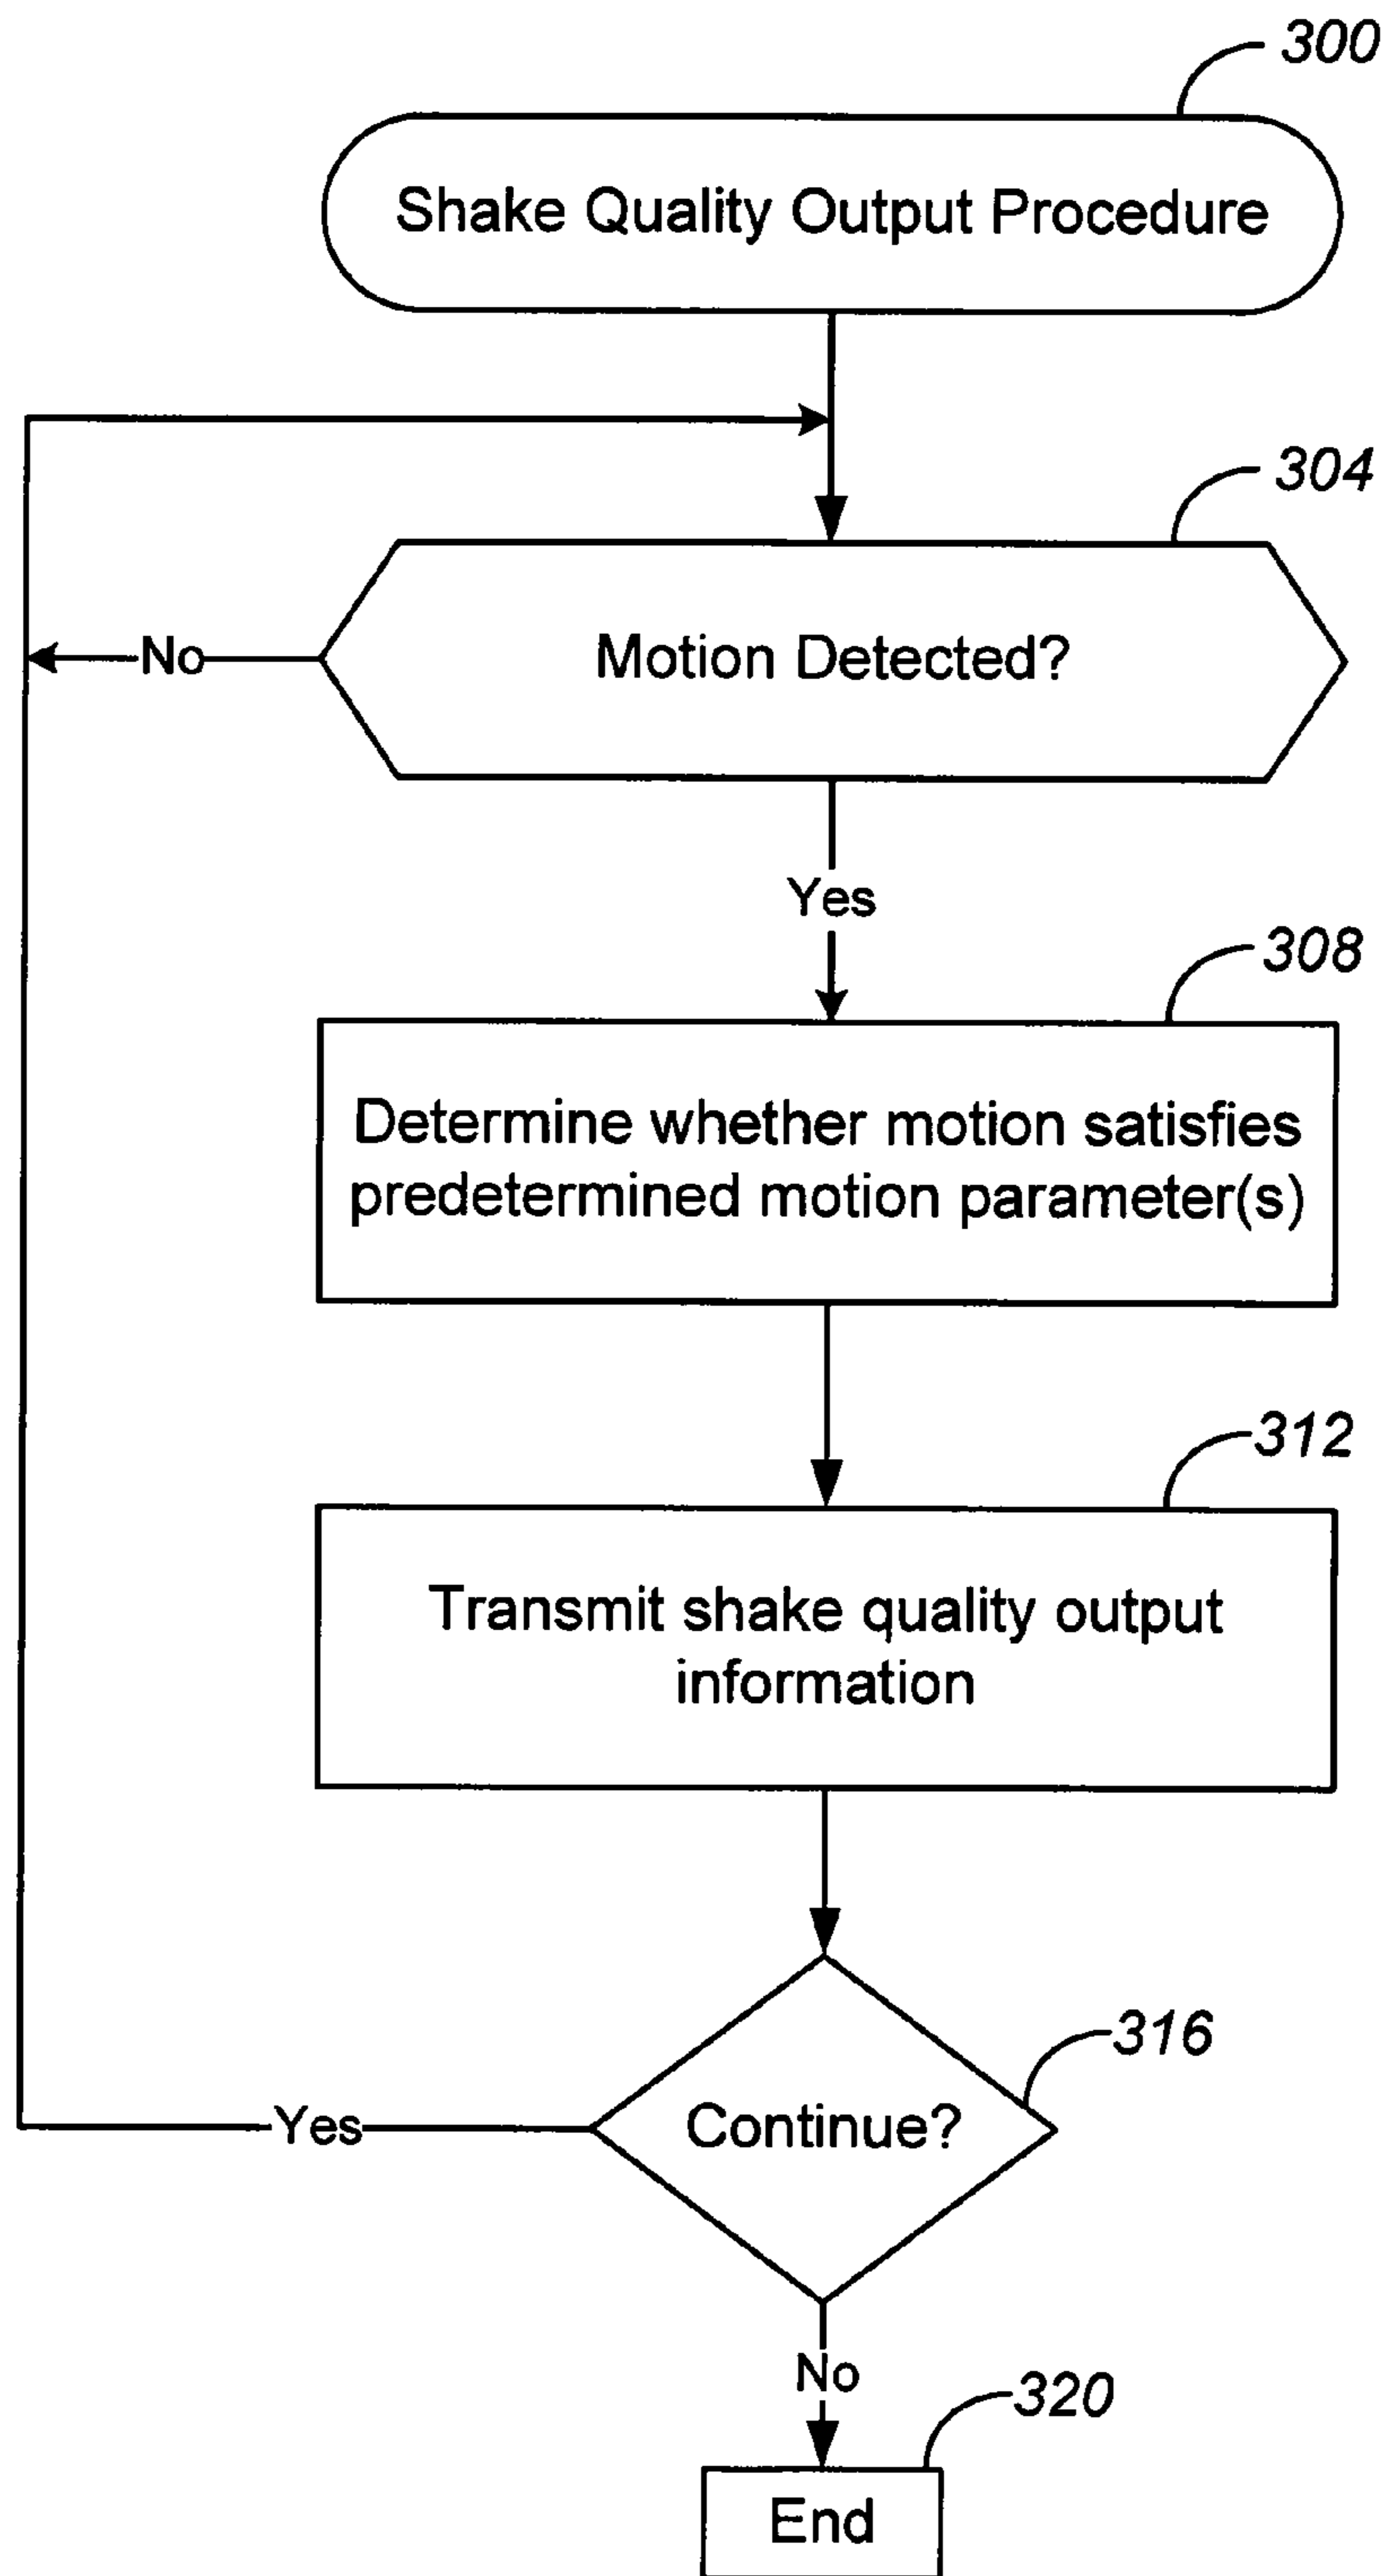 300
Shake Quality Output Procedure
304
Motion Detected?
No
Yes
308
Determine whether motion satisfies
predetermined motion parameter(s)
312
Transmit shake quality output
information
316
Continue?
Yes
No
320
End